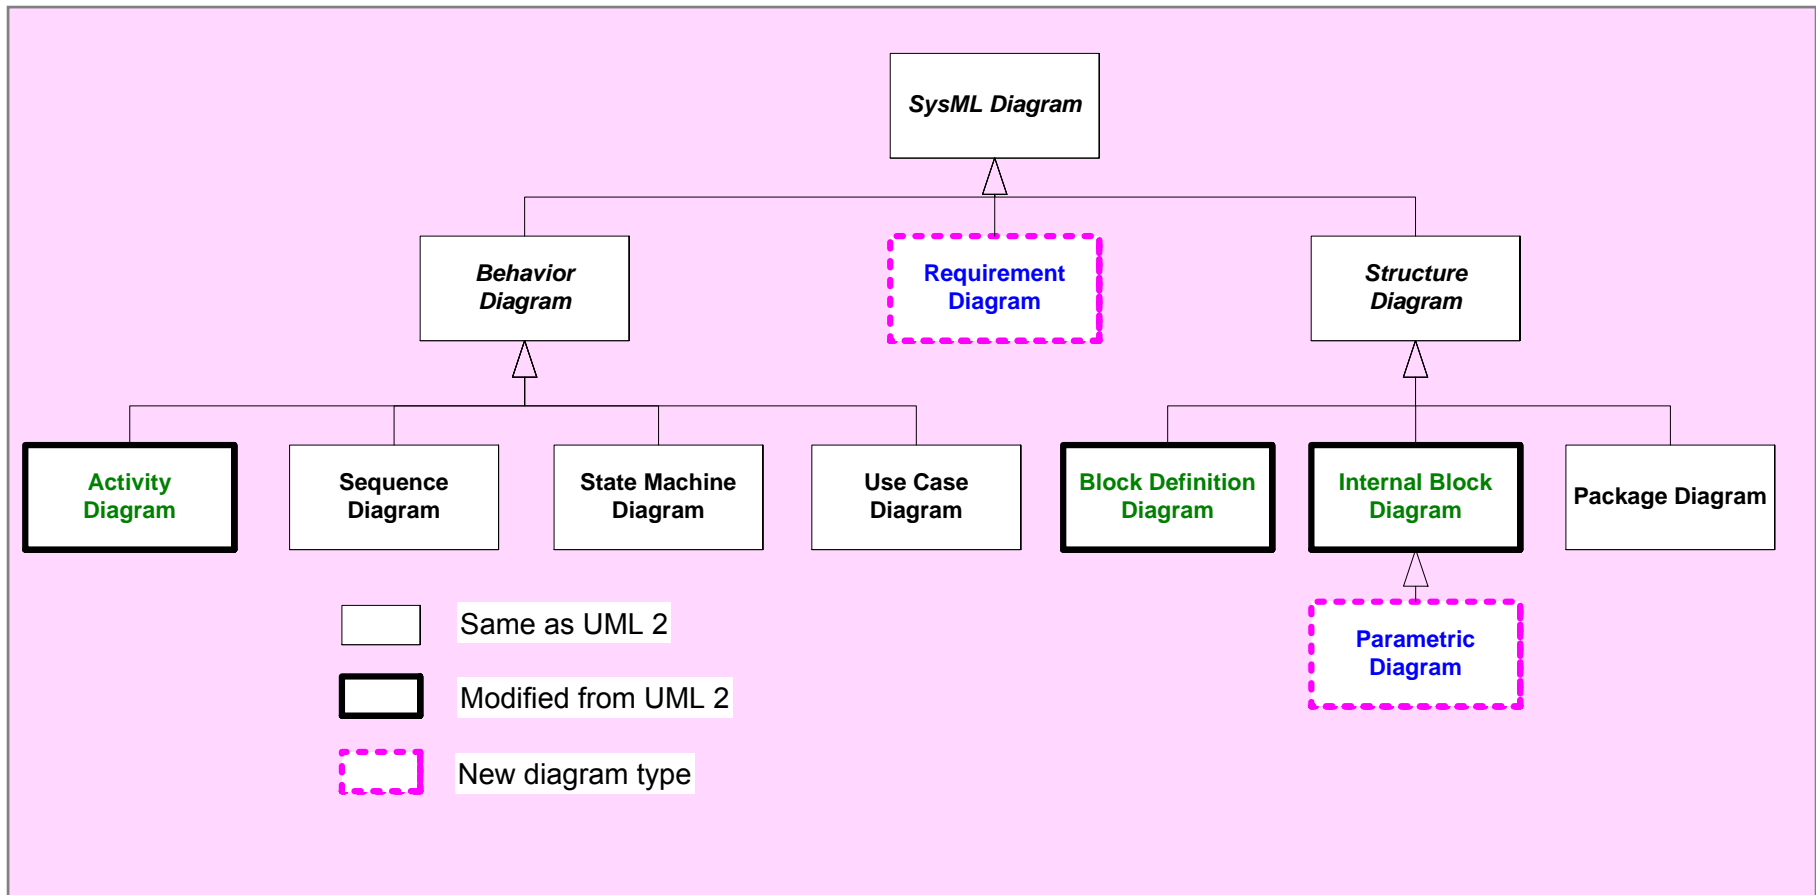 SysML Diagram
Behavior
Diagram
Requirement
Diagram
Structure
Diagram
Activity
Diagram
Sequence
Diagram
State Machine
Diagram
Use Case
Diagram
Block Definition
Diagram
Internal Block
Diagram
Package Diagram
Parametric
Diagram
Same as UML 2
Modified from UML 2
New diagram type